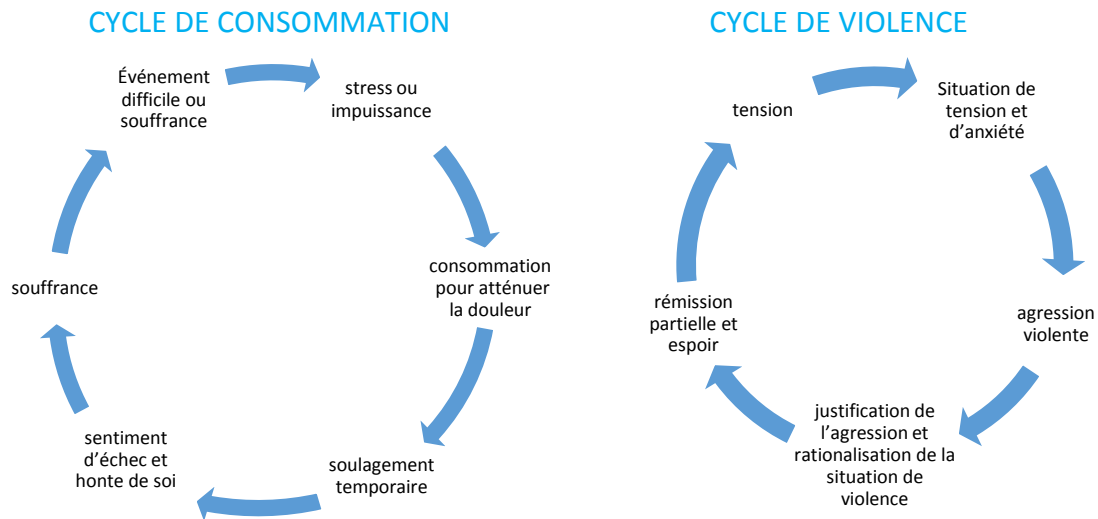 CYCLE DE CONSOMMATION
Événement
difficile ou
souffrance
stress ou
impuissance
consommation
pour atténuer
la douleur
soulagement
temporaire
sentiment
d’échec et
honte de soi
souffrance
CYCLE DE VIOLENCE
tension
Situation de
tension et
d’anxiété
agression
violente
justification de
l’agression et
rationalisation de la
situation de
violence
rémission
partielle et
espoir